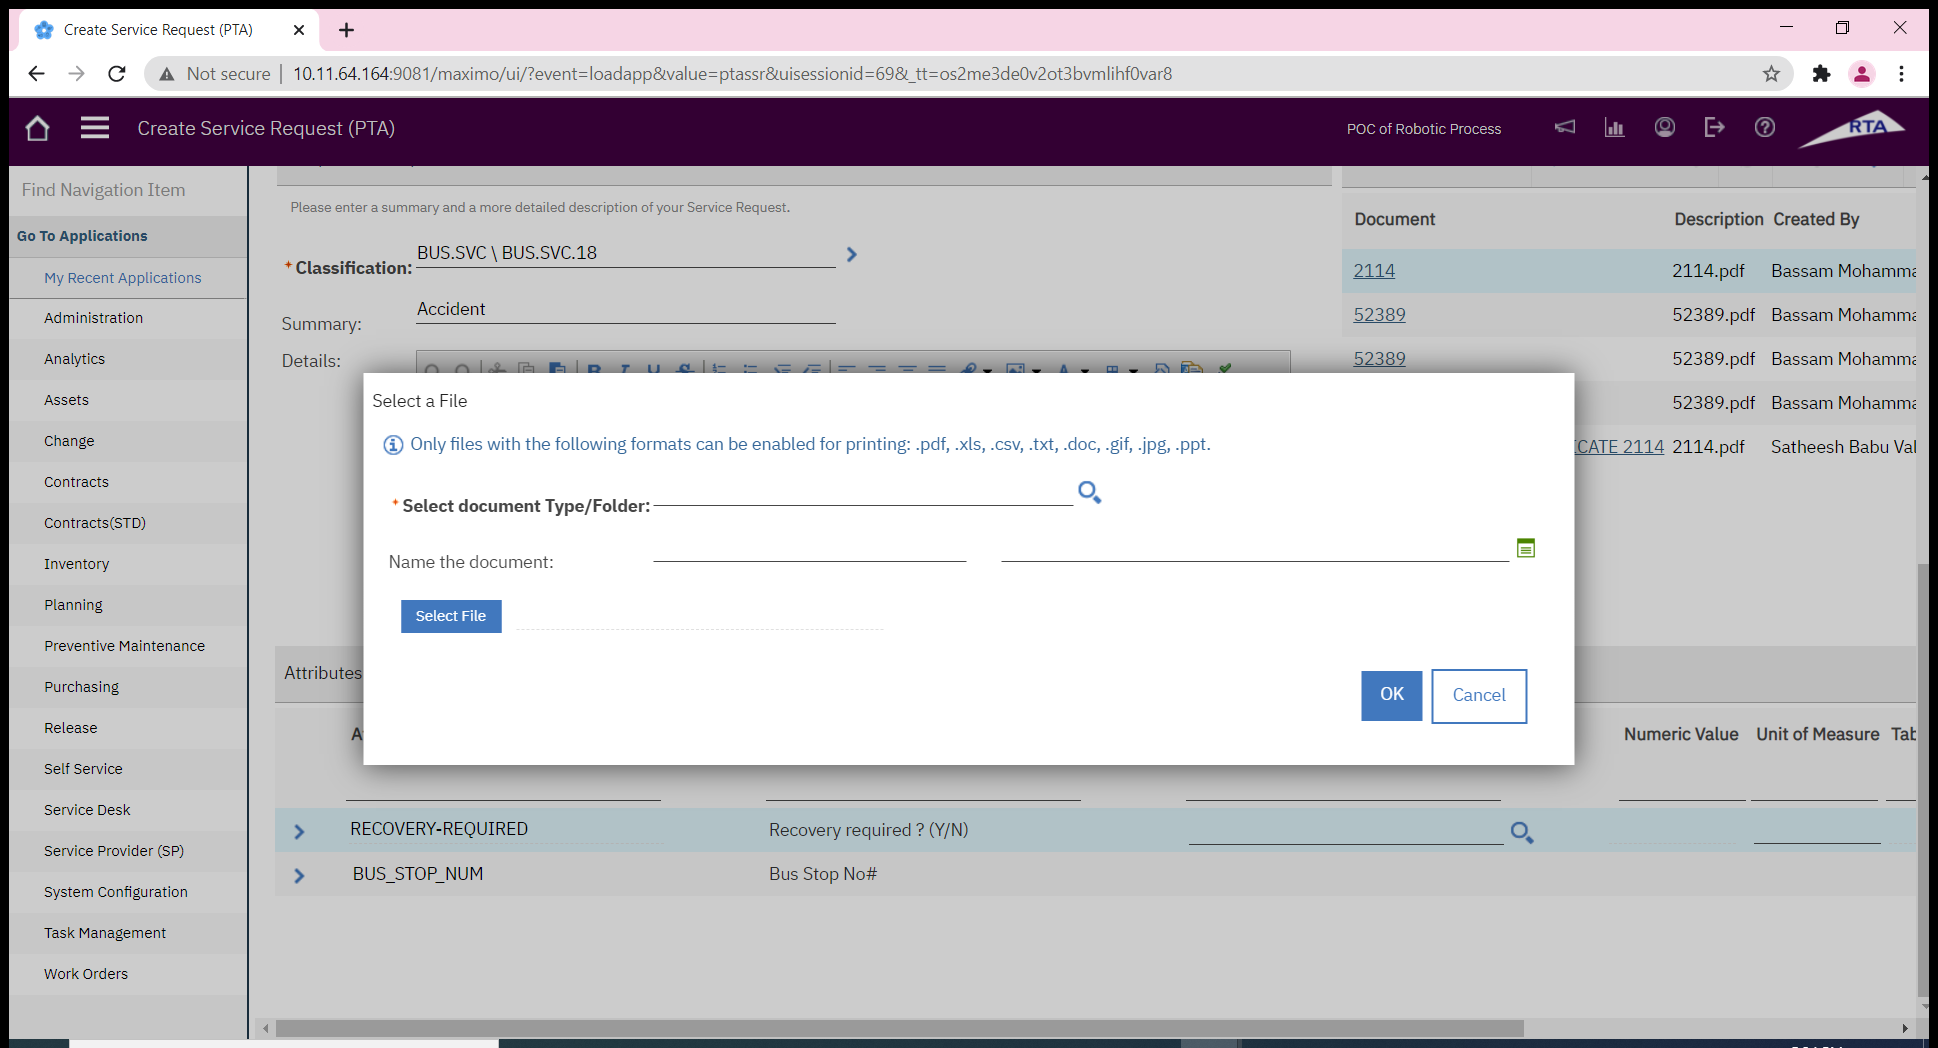 Create Service Request (PTA)
Not secure 10.11.64.164:9081/maximo/ui/?event=loadapp&value=ptassr&uisessionid=69&_tt=os2me3de0v2ot3bvmlihf0var8
Create Service Request (PTA)
POC of Robotic Process
RTA
Find Navigation Item
Go To Applications
My Recent Applications
Administration
Analytics
Assets
Change
Contracts
Contracts(STD)
Inventory
Planning
Preventive Maintenance
Purchasing
Release
Self Service
Service Desk
Service Provider (SP)
System Configuration
Task Management
Work Orders
Please enter a summary and a more detailed description of your Service Request.
*Classification: BUS.SVC \ BUS.SVC.18
Summary: Accident
Details:
Document Description Created By
2114 2114.pdf Bassam Mohamma
52389 52389.pdf Bassam Mohamma
52389 52389.pdf Bassam Mohamma
52389.pdf Bassam Mohamma
CATE 2114 2114.pdf Satheesh Babu Val
Select a File
Only files with the following formats can be enabled for printing: .pdf, .xls, .csv, .txt, .doc, .gif, .jpg, .ppt.
*Select document Type/Folder:
Name the document:
Select File
OK Cancel
Attributes
Numeric Value Unit of Measure Tab
RECOVERY-REQUIRED Recovery required ? (Y/N)
BUS_STOP_NUM Bus Stop No#